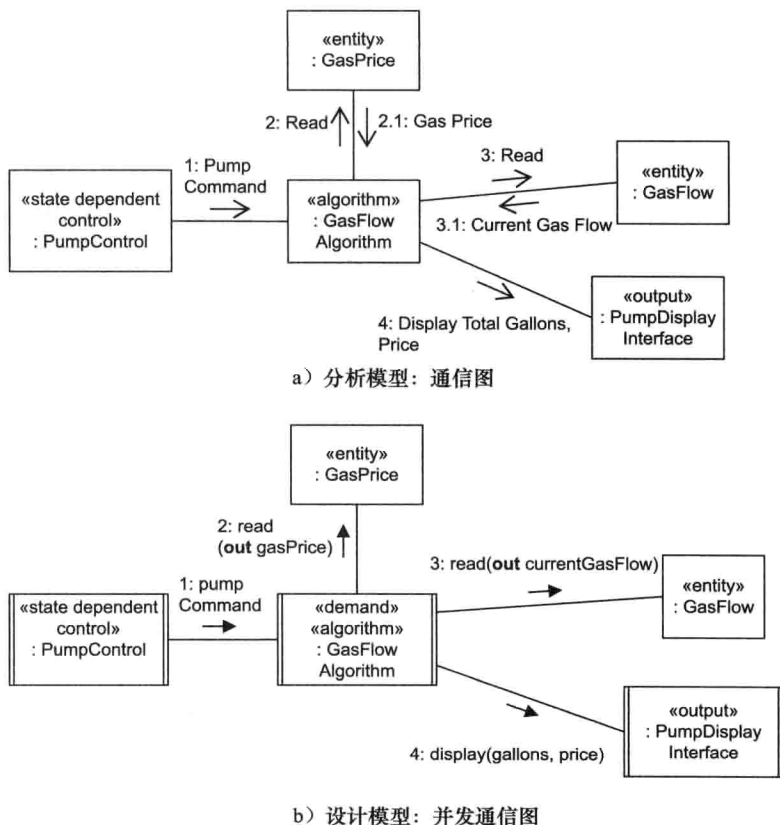 «entity»
: GasPrice
2: Read
2.1: Gas Price
1: Pump
Command
3: Read
«state dependent
control»
: PumpControl
«algorithm»
: GasFlow
Algorithm
«entity»
: GasFlow
3.1: Current Gas Flow
4: Display Total Gallons,
Price
«output»
: PumpDisplay
Interface
a）分析模型：通信图
«entity»
: GasPrice
2: read
(out gasPrice)
1: pump
Command
3: read(out currentGasFlow)
«state dependent
control»
: PumpControl
«demand»
«algorithm»
: GasFlow
Algorithm
«entity»
: GasFlow
4: display(gallons, price)
«output»
: PumpDisplay
Interface
b）设计模型：并发通信图